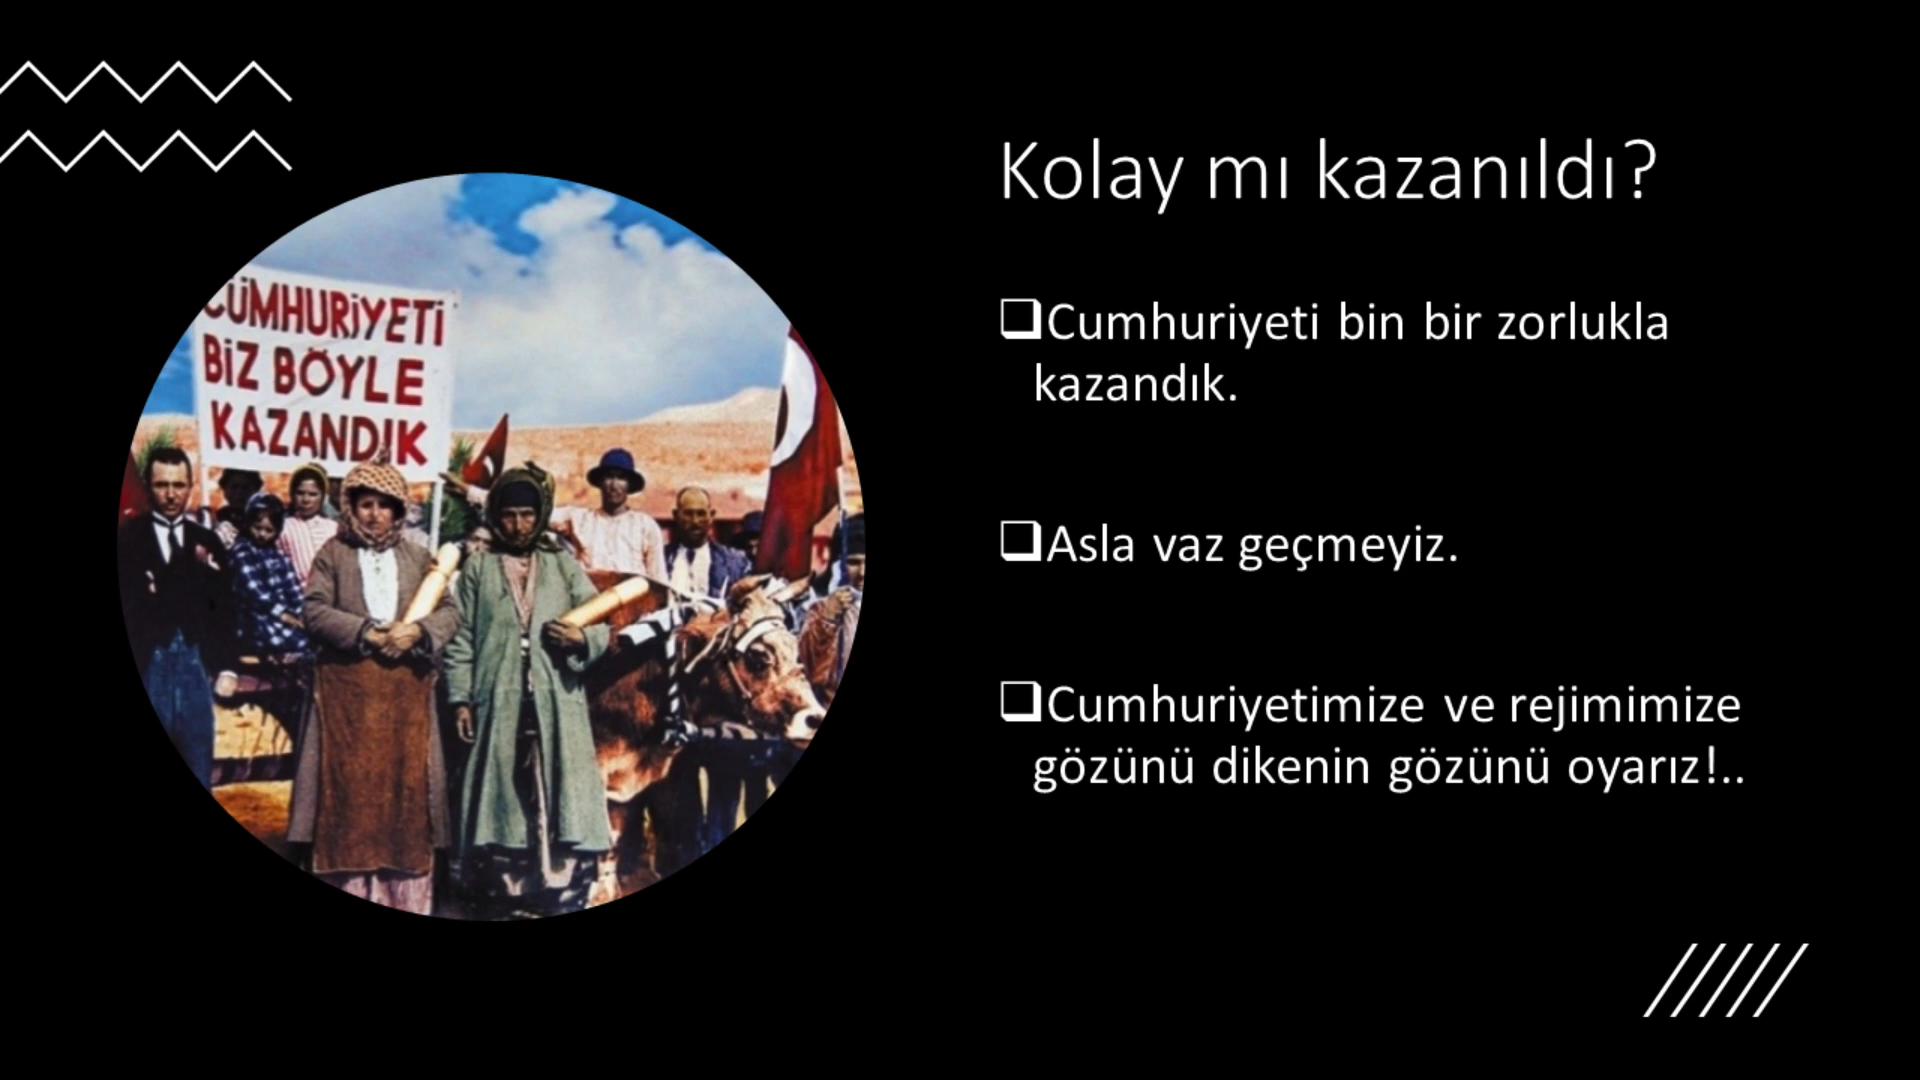 CÜMHURİYETİ
BİZ BÖYLE
KAZANDIK
Kolay mı kazanıldı?
❑Cumhuriyeti bin bir zorlukla
kazandık.
❑Asla vaz geçmeyiz.
❑Cumhuriyetimize ve rejimimize
gözünü dikenin gözünü oyarız!..